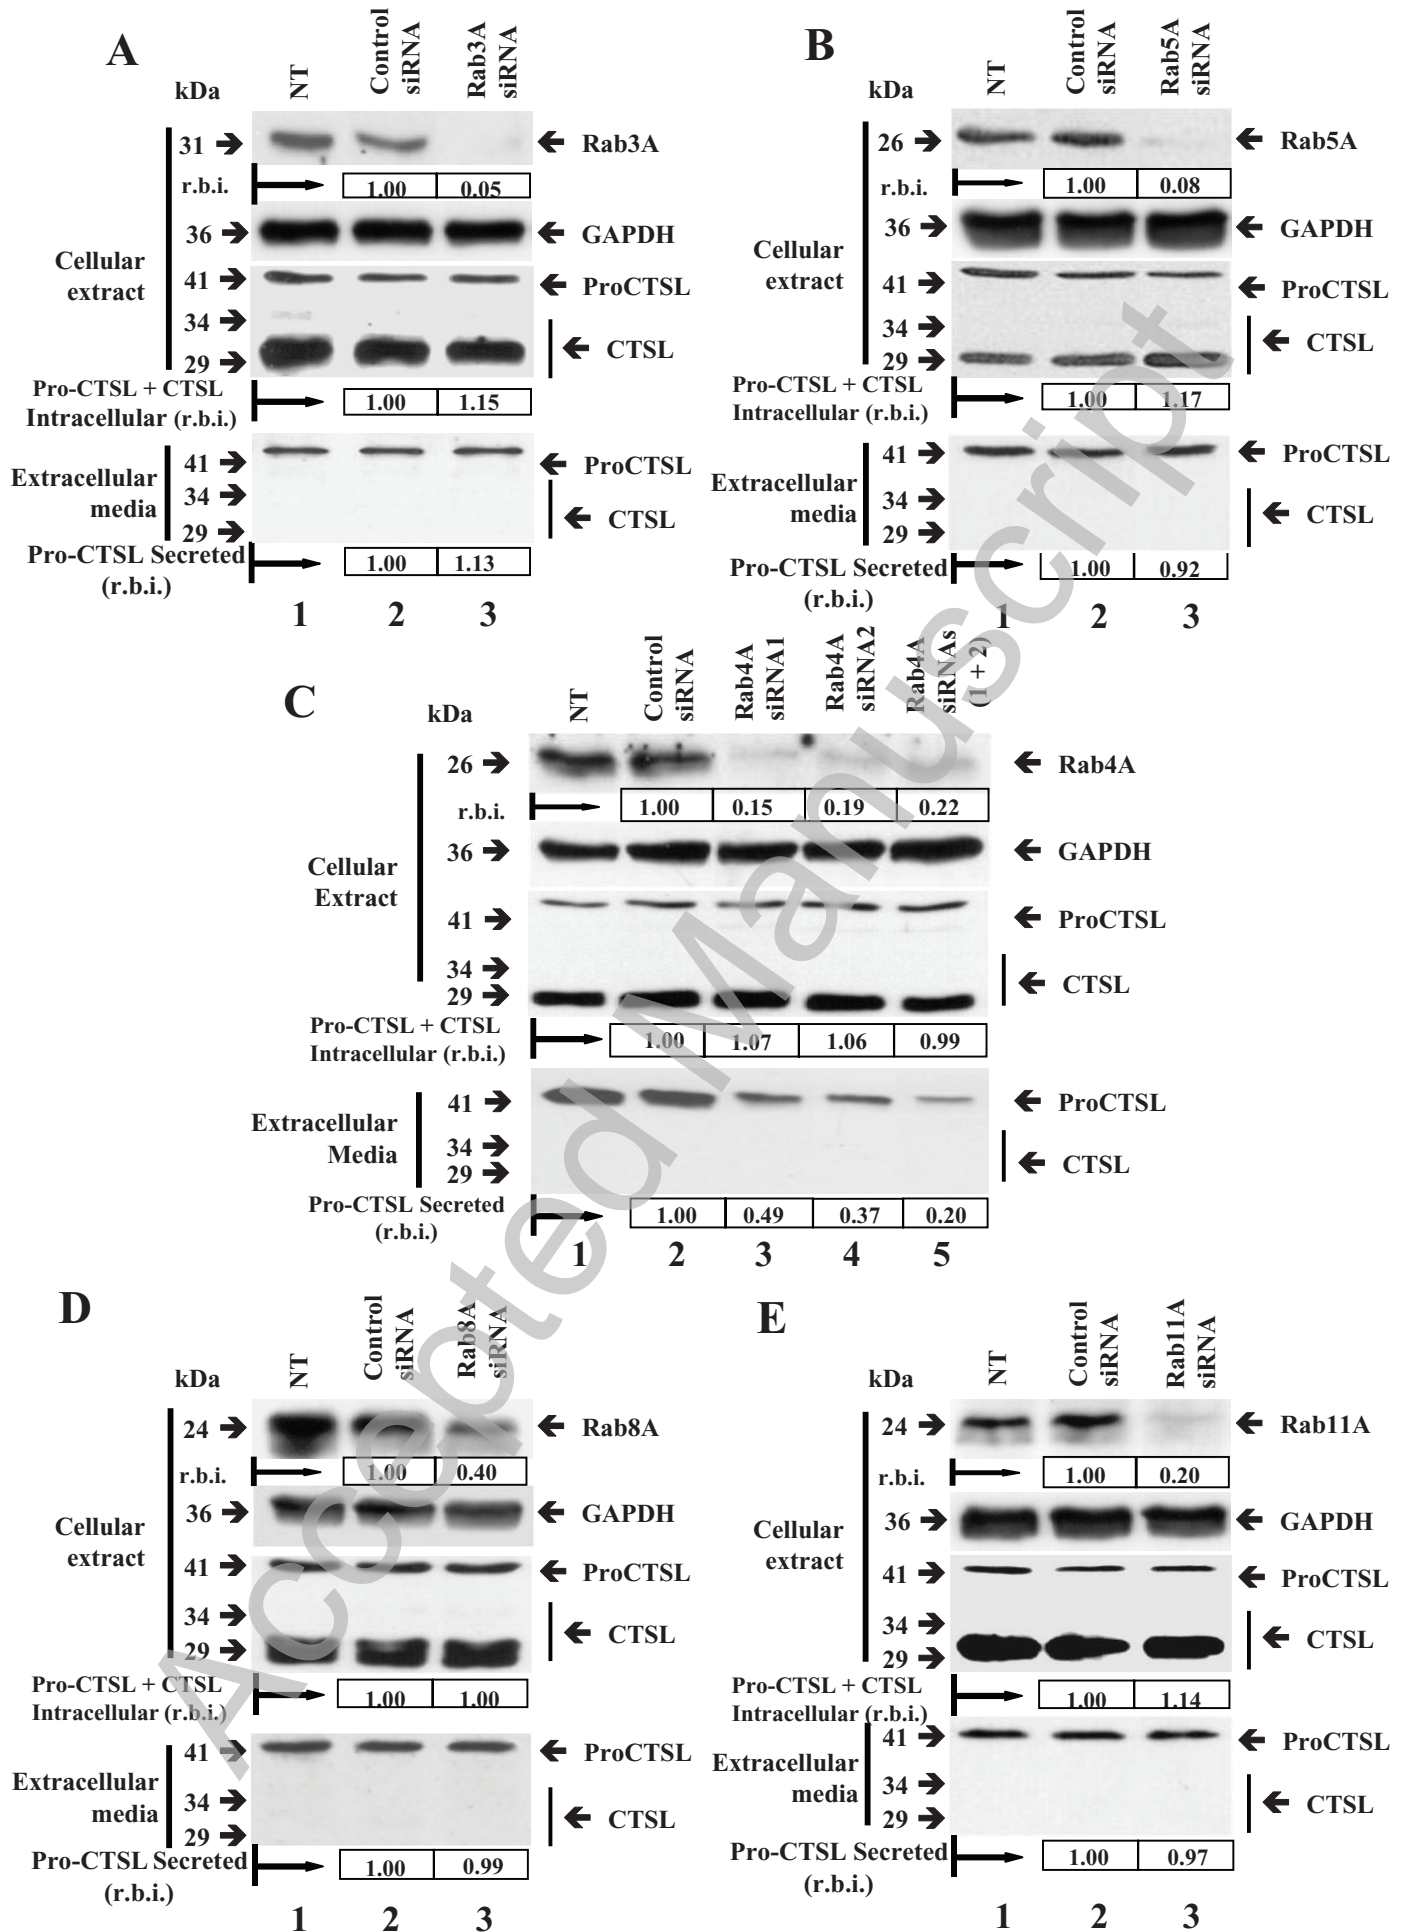 A
kDa
NT
Control
siRNA
Rab3A
siRNA
31
Rab3A
r.b.i.
1.00
0.05
36
GAPDH
Cellular
extract
41
ProCTSL
34
29
CTSL
Pro-CTSL + CTSL
Intracellular (r.b.i.)
1.00
1.15
Extracellular
media
41
ProCTSL
34
29
CTSL
Pro-CTSL Secreted
(r.b.i.)
1.00
1.13
1
2
3
B
kDa
NT
Control
siRNA
Rab5A
siRNA
26
Rab5A
r.b.i.
1.00
0.08
36
GAPDH
Cellular
extract
41
ProCTSL
34
29
CTSL
Pro-CTSL + CTSL
Intracellular (r.b.i.)
1.00
1.17
Extracellular
media
41
ProCTSL
34
29
CTSL
Pro-CTSL Secreted
(r.b.i.)
1.00
0.92
1
2
3
C
kDa
NT
Control
siRNA
Rab4A
siRNA1
Rab4A
siRNA2
Rab4A
siRNAs
(1 + 2)
26
Rab4A
r.b.i.
1.00
0.15
0.19
0.22
36
GAPDH
Cellular
Extract
41
ProCTSL
34
29
CTSL
Pro-CTSL + CTSL
Intracellular (r.b.i.)
1.00
1.07
1.06
0.99
Extracellular
Media
41
ProCTSL
34
29
CTSL
Pro-CTSL Secreted
(r.b.i.)
1.00
0.49
0.37
0.20
1
2
3
4
5
D
kDa
NT
Control
siRNA
Rab8A
siRNA
24
Rab8A
r.b.i.
1.00
0.40
36
GAPDH
Cellular
extract
41
ProCTSL
34
29
CTSL
Pro-CTSL + CTSL
Intracellular (r.b.i.)
1.00
1.00
Extracellular
media
41
ProCTSL
34
29
CTSL
Pro-CTSL Secreted
(r.b.i.)
1.00
0.99
1
2
3
E
kDa
NT
Control
siRNA
Rab11A
siRNA
24
Rab11A
r.b.i.
1.00
0.20
36
GAPDH
Cellular
extract
41
ProCTSL
34
29
CTSL
Pro-CTSL + CTSL
Intracellular (r.b.i.)
1.00
1.14
Extracellular
media
41
ProCTSL
34
29
CTSL
Pro-CTSL Secreted
(r.b.i.)
1.00
0.97
1
2
3
Accepted Manuscript